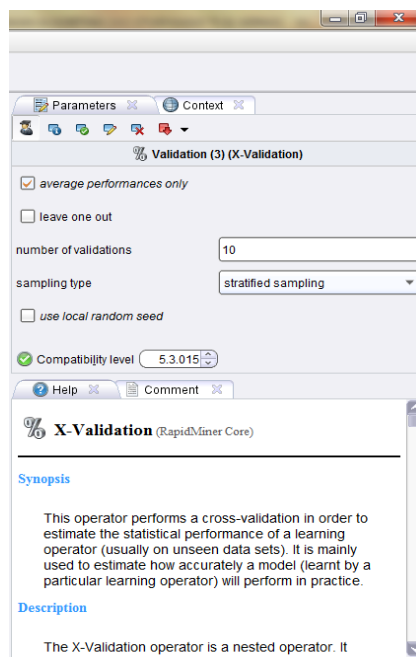 Parameters
Context
Validation (3) (X-Validation)
average performances only
leave one out
number of validations
10
sampling type
stratified sampling
use local random seed
Compatibility level
5.3.015
Help
Comment
X-Validation (RapidMiner Core)
Synopsis
This operator performs a cross-validation in order to
estimate the statistical performance of a learning
operator (usually on unseen data sets). It is mainly
used to estimate how accurately a model (learnt by a
particular learning operator) will perform in practice.
Description
The X-Validation operator is a nested operator. It